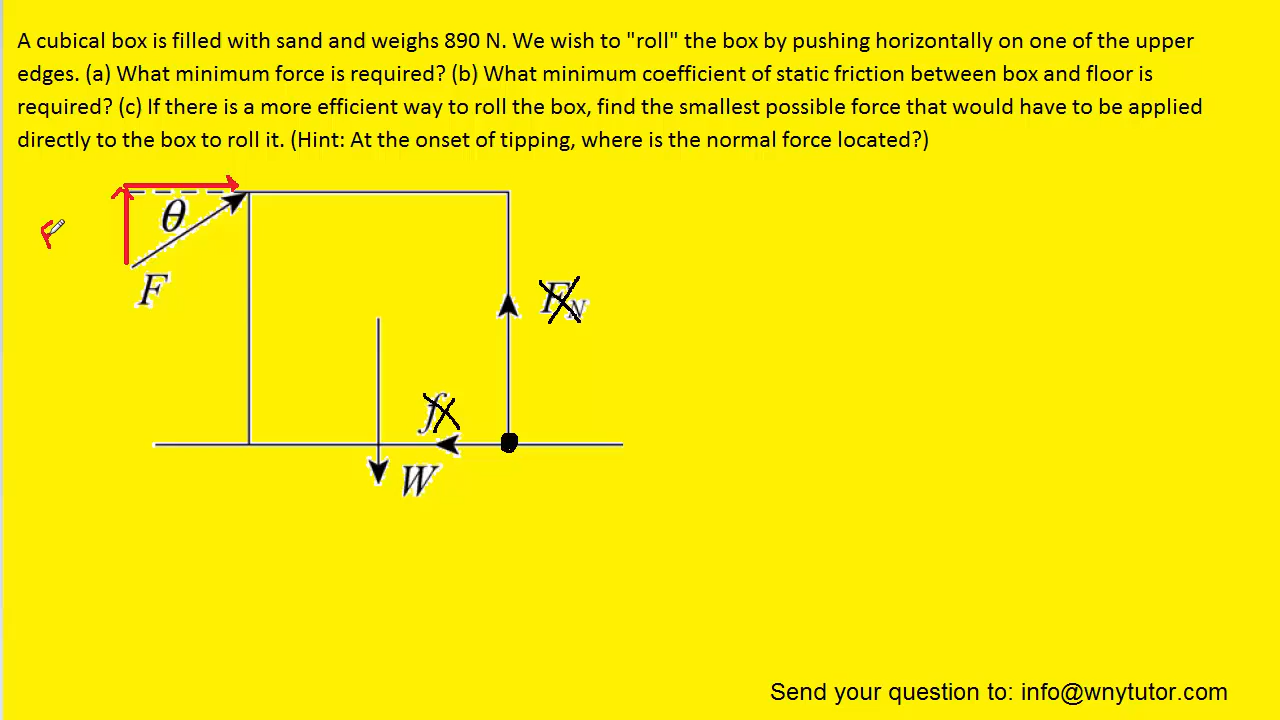 A cubical box is filled with sand and weighs 890 N. We wish to "roll" the box by pushing horizontally on one of the upper
edges. (a) What minimum force is required? (b) What minimum coefficient of static friction between box and floor is
required? (c) If there is a more efficient way to roll the box, find the smallest possible force that would have to be applied
directly to the box to roll it. (Hint: At the onset of tipping, where is the normal force located?)
θ
F
F_N
f
W
Send your question to: info@wnytutor.com